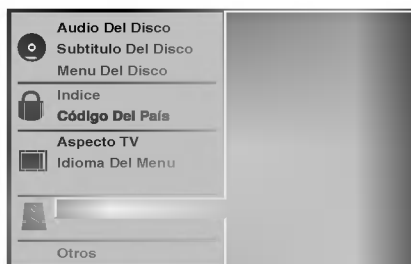 Audio Del Disco
Subtitulo Del Disco
Menu Del Disco
Indice
Código Del País
Aspecto TV
Idioma Del Menu
Otros